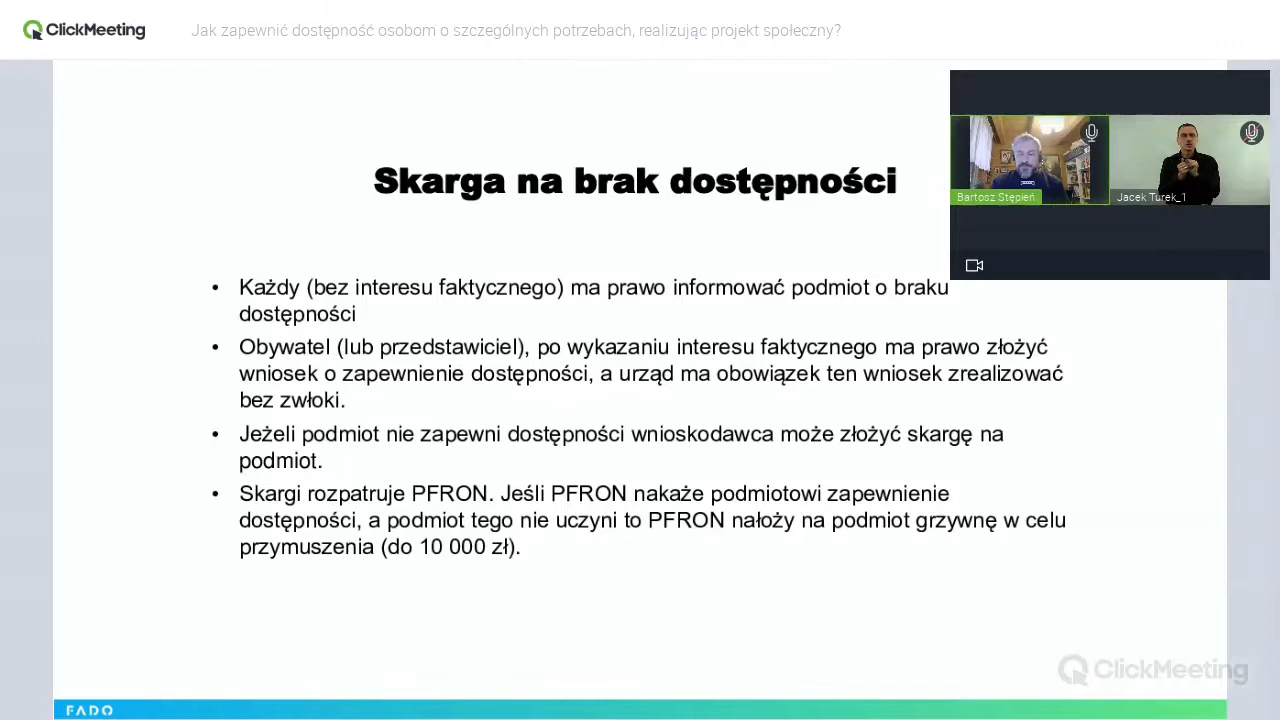 ClickMeeting
Jak zapewnić dostępność osobom o szczególnych potrzebach, realizując projekt społeczny?
Bartosz Stępień
Jacek Turek_1
Skarga na brak dostępności
• Każdy (bez interesu faktycznego) ma prawo informować podmiot o braku
dostępności
• Obywatel (lub przedstawiciel), po wykazaniu interesu faktycznego ma prawo złożyć
wniosek o zapewnienie dostępności, a urząd ma obowiązek ten wniosek zrealizować
bez zwłoki.
• Jeżeli podmiot nie zapewni dostępności wnioskodawca może złożyć skargę na
podmiot.
• Skargi rozpatruje PFRON. Jeśli PFRON nakaże podmiotowi zapewnienie
dostępności, a podmiot tego nie uczyni to PFRON nałoży na podmiot grzywnę w celu
przymuszenia (do 10 000 zł).
ClickMeeting
FADO